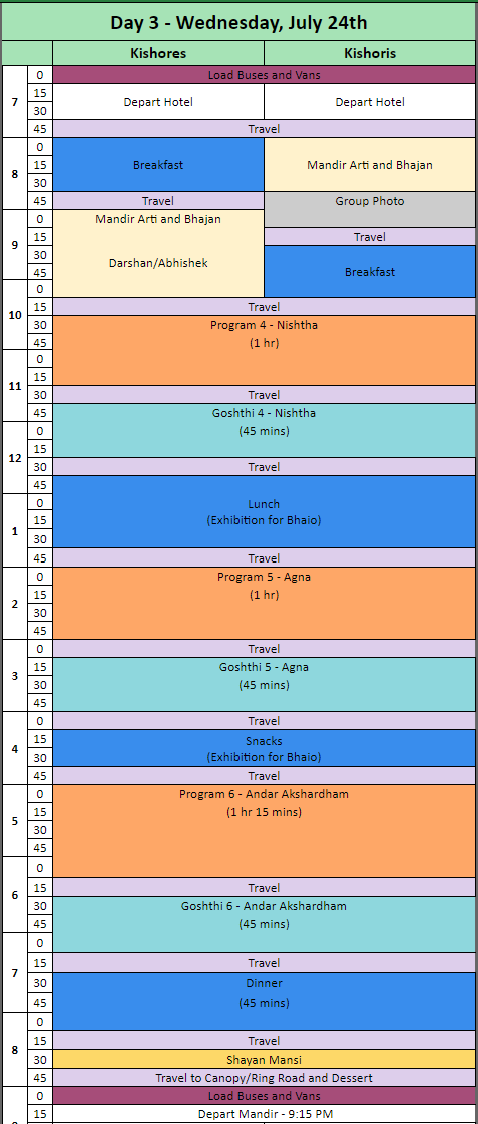 Day 3 - Wednesday, July 24th
Kishores Kishoris
7 0 Load Buses and Vans
15 Depart Hotel Depart Hotel
30
45 Travel
8 0
15 Breakfast Mandir Arti and Bhajan
30
45 Travel Group Photo
9 0 Mandir Arti and Bhajan
15 Travel
30 Darshan/Abhishek
45 Breakfast
10 0
15 Travel
30 Program 4 - Nishtha
45 (1 hr)
11 0
15
30 Travel
45 Goshthi 4 - Nishtha
12 0 (45 mins)
15
30 Travel
45
1 0 Lunch
15 (Exhibition for Bhaio)
30
45 Travel
2 0 Program 5 - Agna
15 (1 hr)
30
45
3 0 Travel
15 Goshthi 5 - Agna
30 (45 mins)
45
4 0 Travel
15 Snacks
30 (Exhibition for Bhaio)
45 Travel
5 0 Program 6 - Andar Akshardham
15 (1 hr 15 mins)
30
45
6 0
15 Travel
30 Goshthi 6 – Andar Akshardham
45 (45 mins)
7 0
15 Travel
30 Dinner
45 (45 mins)
8 0
15 Travel
30 Shayan Mansi
45 Travel to Canopy/Ring Road and Dessert
0 Load Buses and Vans
15 Depart Mandir - 9:15 PM